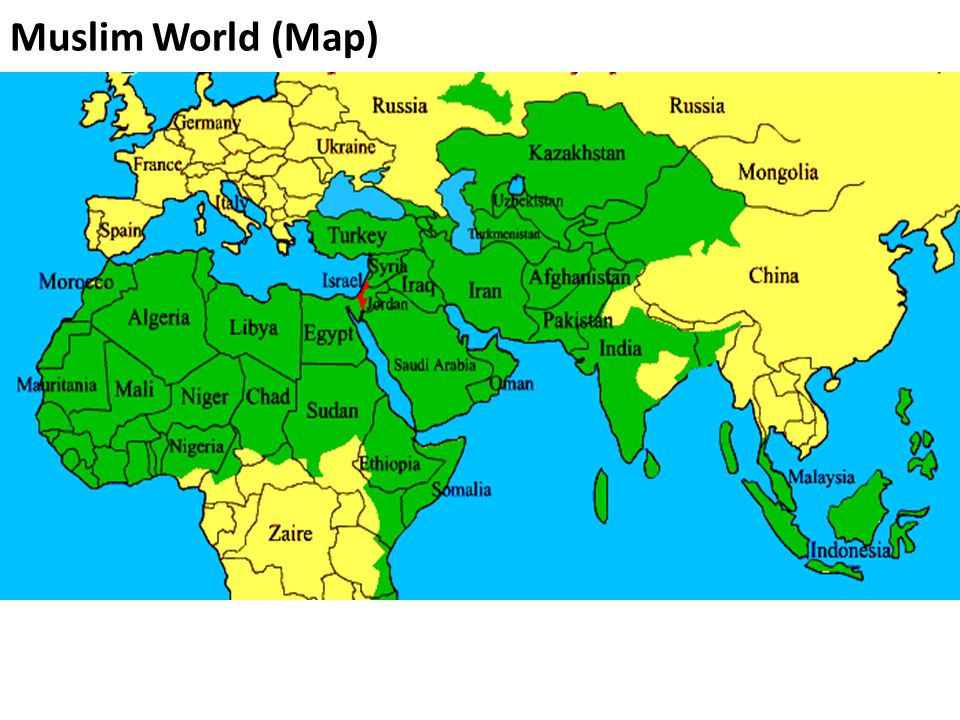 Muslim World (Map)
Russia
Russia
Germany
Ukraine
Kazakhstan
France
Mongolia
Italy
Uzbekistan
Spain
Turkey
Turkmenistan
Syria
Afghanistan
China
Morocco
Israel
Iraq
Iran
Jordan
Algeria
Libya
Egypt
Pakistan
India
Saudi Arabia
Mauritania
Mali
Niger
Chad
Oman
Sudan
Nigeria
Ethiopia
Somalia
Malaysia
Zaire
Indonesia